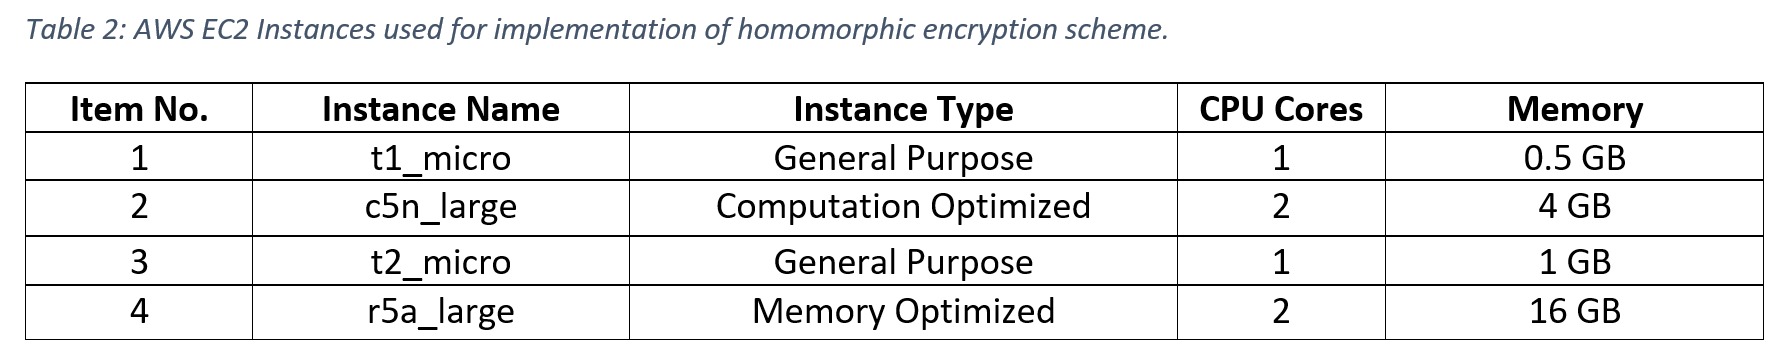 Table 2: AWS EC2 Instances used for implementation of homomorphic encryption scheme.
Item No. Instance Name Instance Type CPU Cores Memory
1 t1_micro General Purpose 1 0.5 GB
2 c5n_large Computation Optimized 2 4 GB
3 t2_micro General Purpose 1 1 GB
4 r5a_large Memory Optimized 2 16 GB